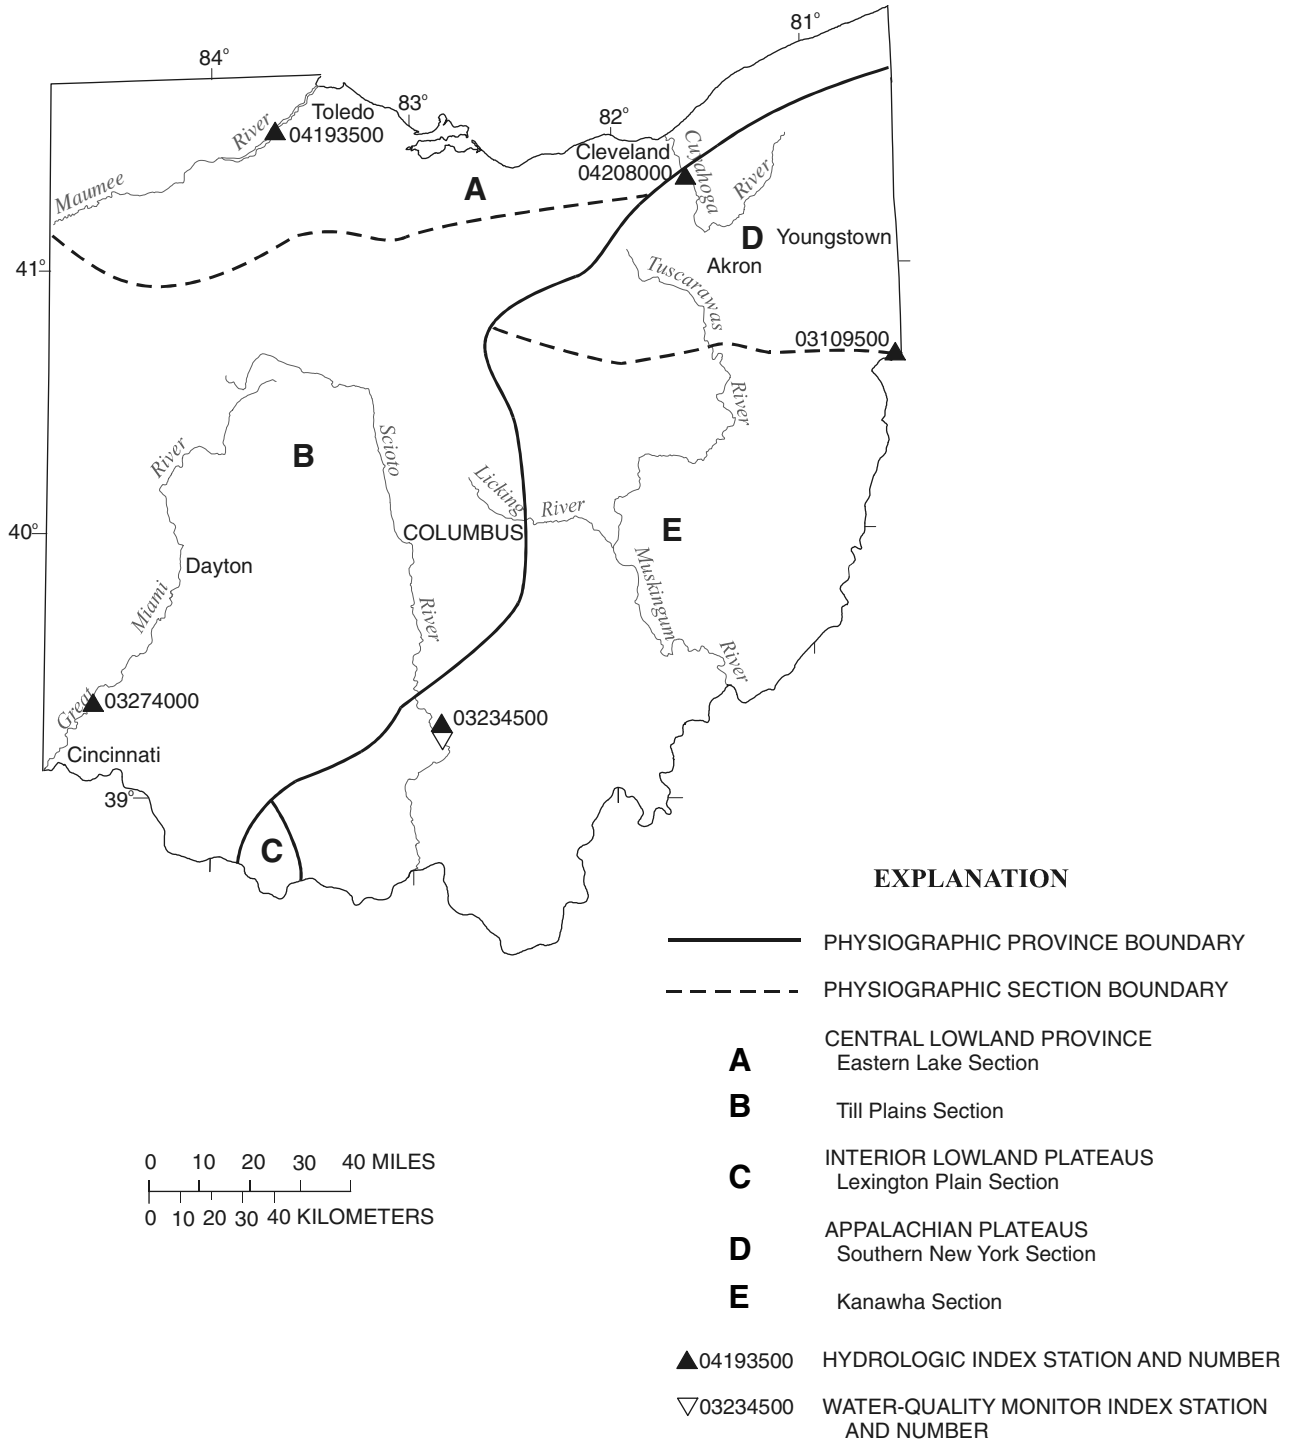 81°
84°
83°
82°
Toledo
04193500
River
Maumee
Cleveland
04208000
Cuyahoga
River
A
D
Youngstown
Akron
41°
Tuscarawas
River
03109500
B
River
Scioto
Licking
River
E
40°
COLUMBUS
Dayton
Miami
River
Muskingum
River
Great
03274000
03234500
Cincinnati
39°
C
EXPLANATION
PHYSIOGRAPHIC PROVINCE BOUNDARY
PHYSIOGRAPHIC SECTION BOUNDARY
A CENTRAL LOWLAND PROVINCE
Eastern Lake Section
B Till Plains Section
C INTERIOR LOWLAND PLATEAUS
Lexington Plain Section
D APPALACHIAN PLATEAUS
Southern New York Section
E Kanawha Section
04193500 HYDROLOGIC INDEX STATION AND NUMBER
03234500 WATER-QUALITY MONITOR INDEX STATION
AND NUMBER
0 10 20 30 40 MILES
0 10 20 30 40 KILOMETERS